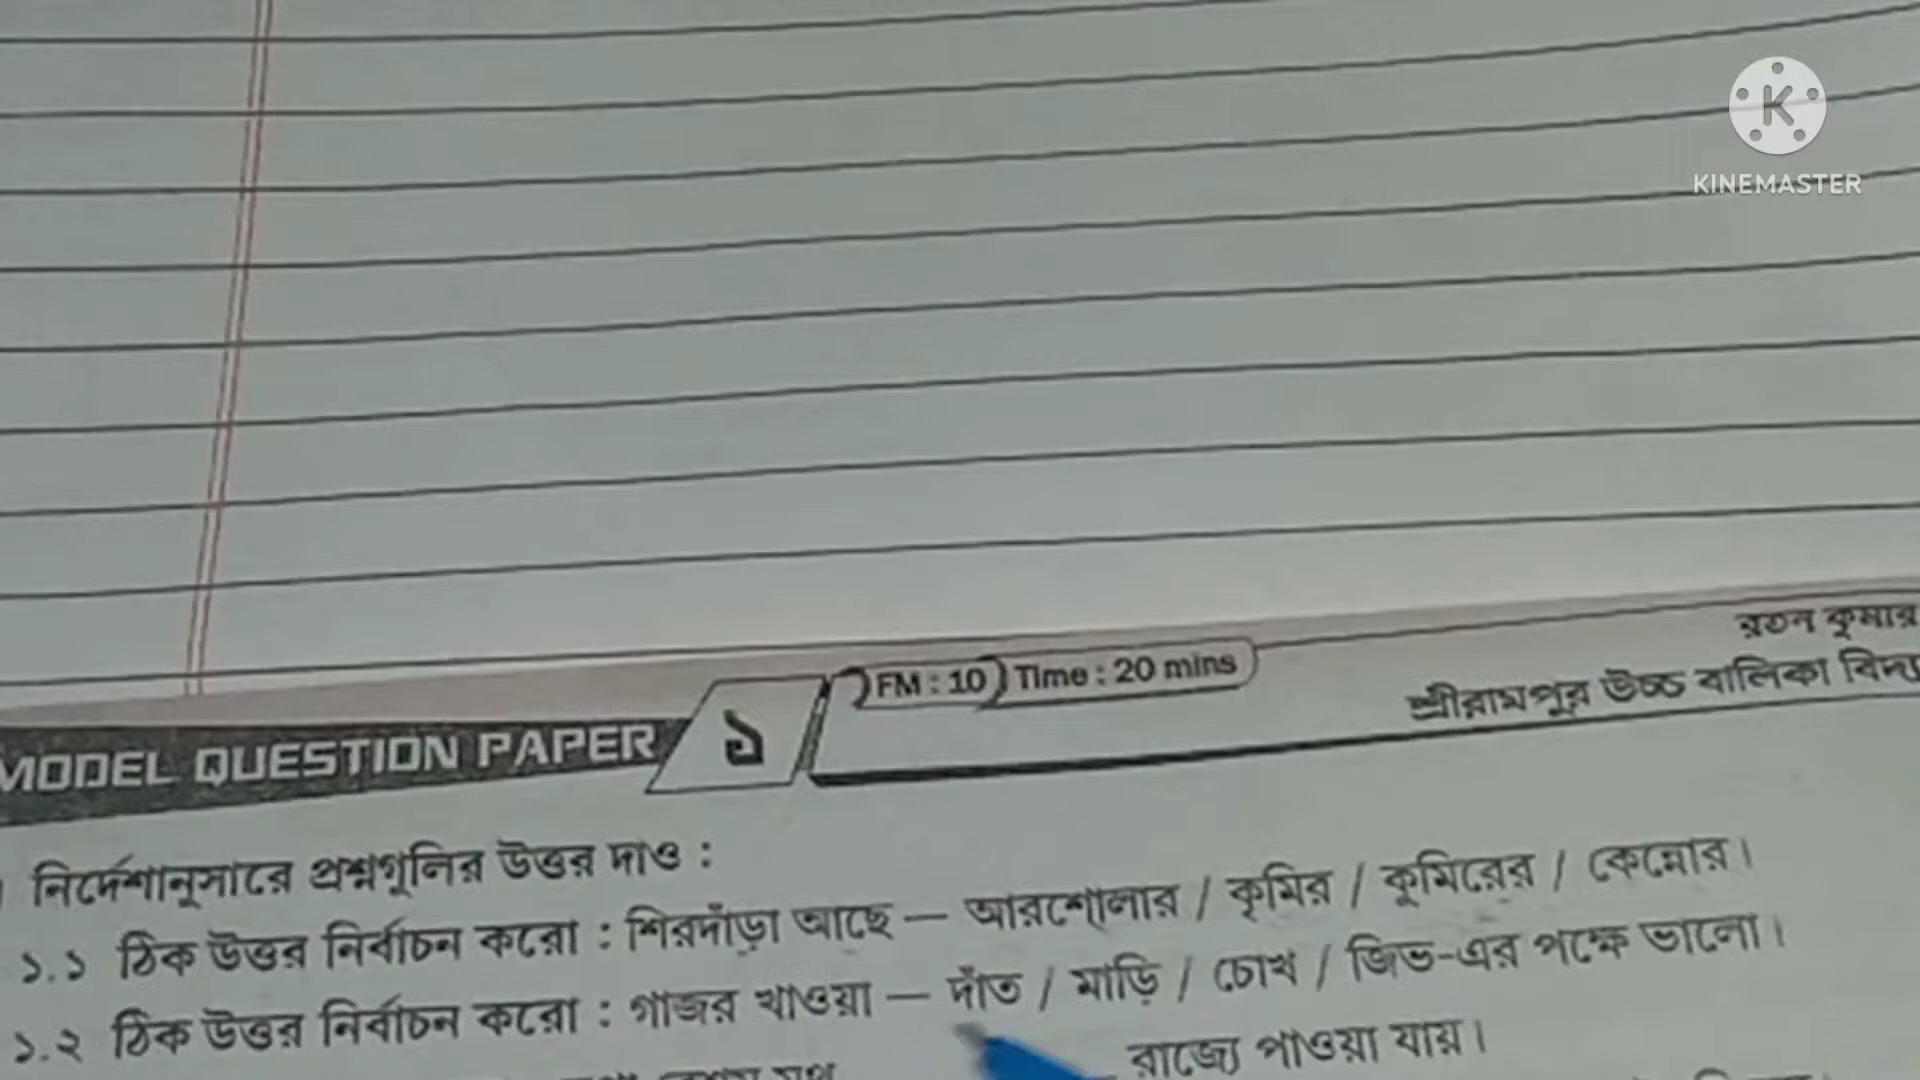 KINEMASTER
রতন কুমার
FM : 10 Time : 20 mins
শ্রীরামপুর উচ্চ বালিকা
MODEL QUESTION PAPER ১
নির্দেশানুসারে প্রশ্নগুলির উত্তর দাও :
১.১ ঠিক উত্তর নির্বাচন করো : শিরদাঁড়া আছে — আরশোলার / কৃমির / কুমিরের / কেন্নোর।
১.২ ঠিক উত্তর নির্বাচন করো : গাজর খাওয়া — দাঁত / মাড়ি / চোখ / জিভ-এর পক্ষে ভালো।
রাজ্যে পাওয়া যায়।